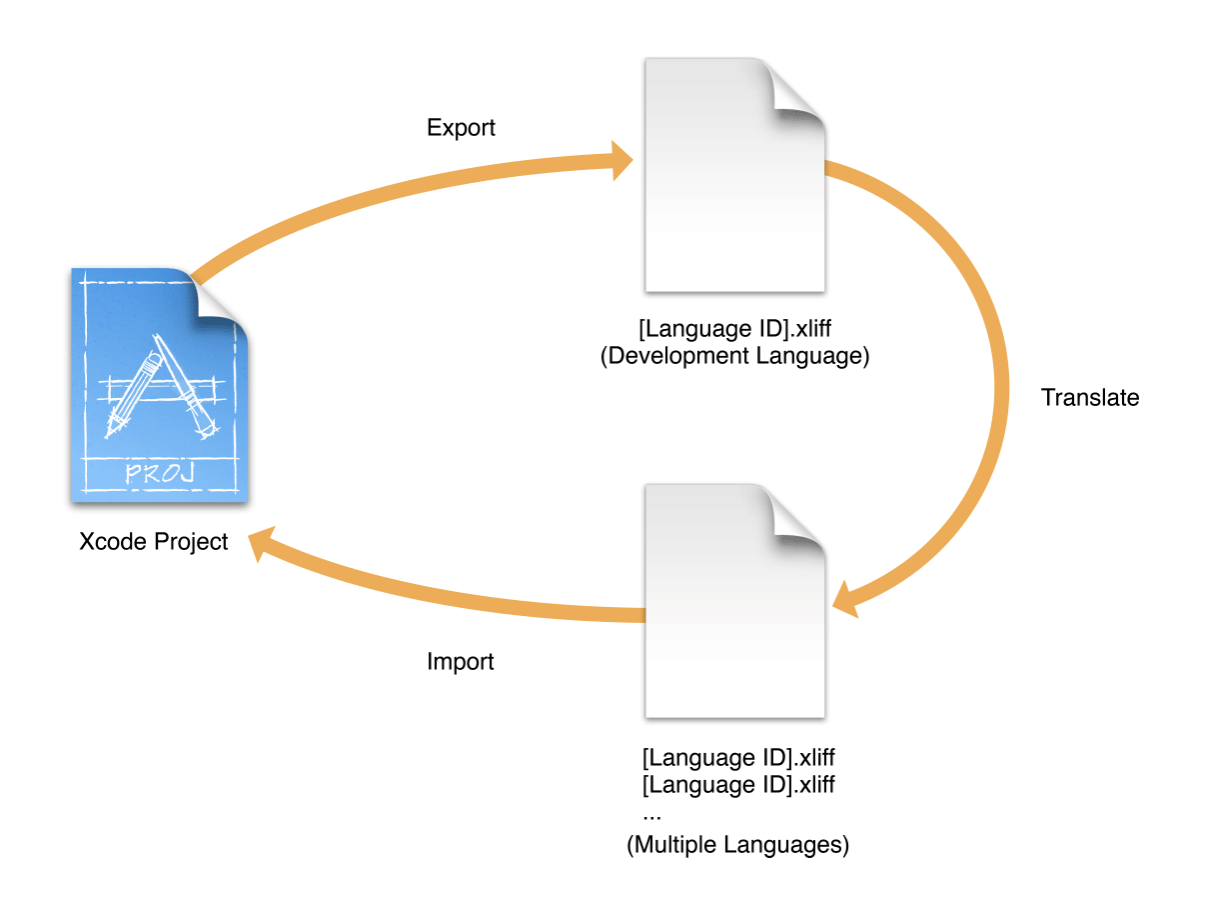 Export
[Language ID].xliff
(Development Language)
Translate
PROJ
Xcode Project
Import
[Language ID].xliff
[Language ID].xliff
...
(Multiple Languages)